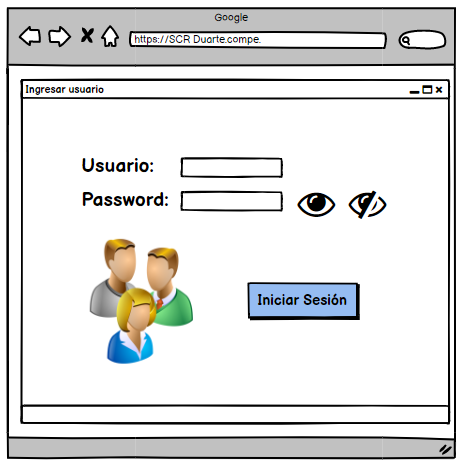 Google
https://SCR Duarte.compe.
Ingresar usuario
Usuario:
Password:
Iniciar Sesión